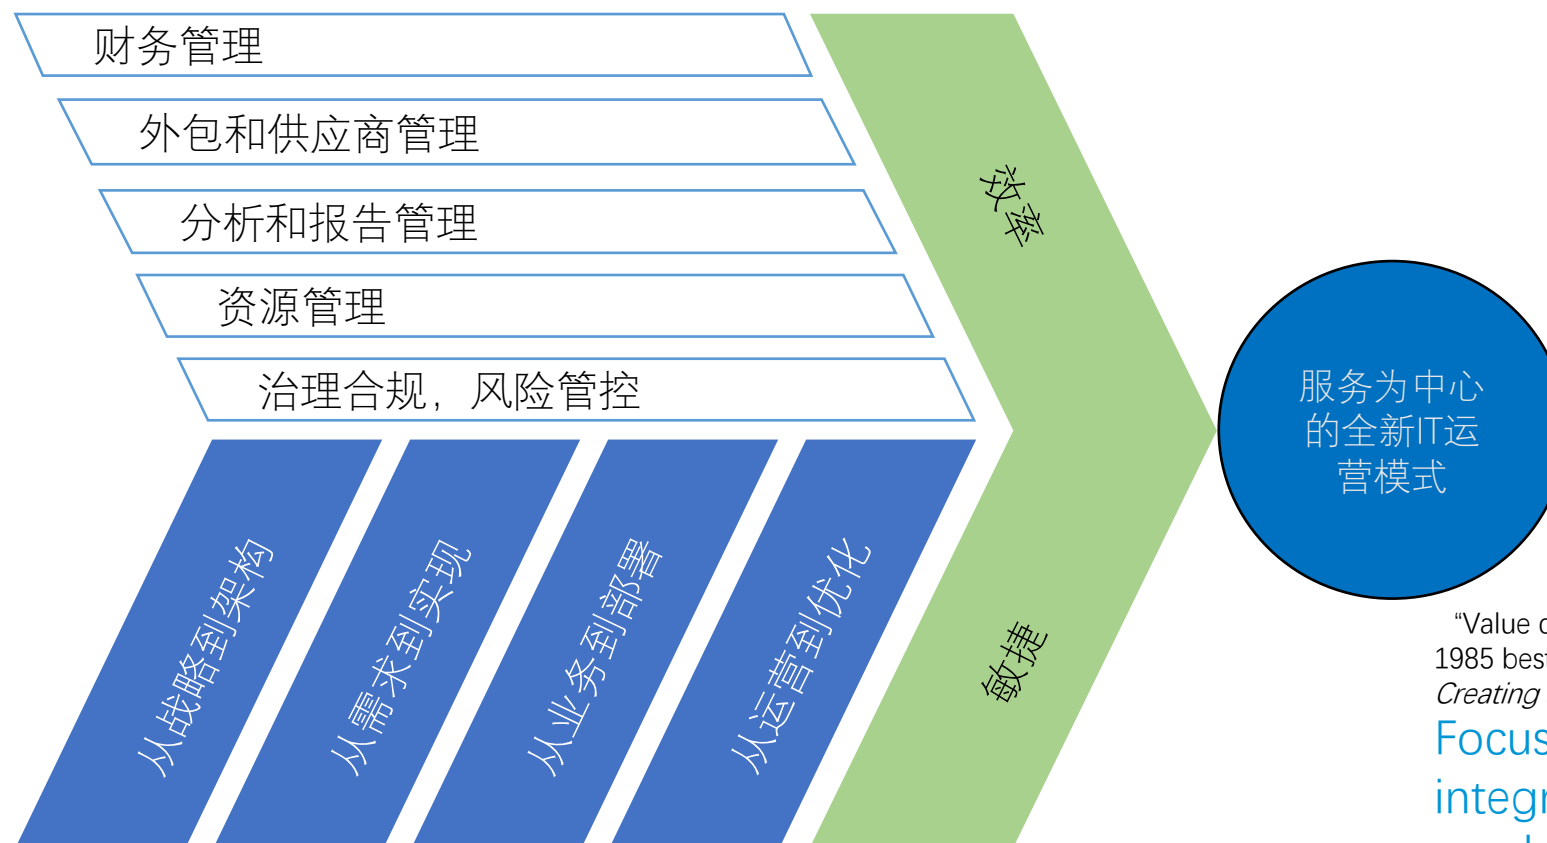 财务管理
外包和供应商管理
分析和报告管理
资源管理
治理合规，风险管控
效率
从战略到架构
从需求到实现
从业务到部署
从运营到优化
敏捷
服务为中心
的全新IT运
营模式
“Value
1985
Creating